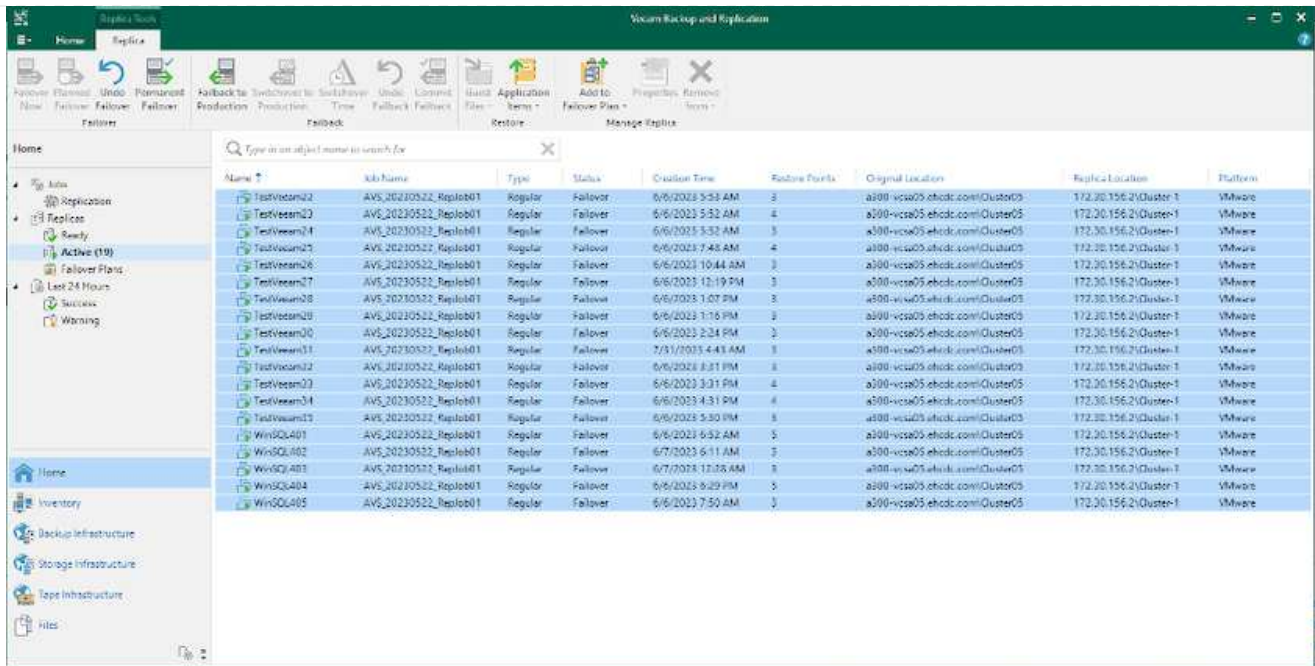 Replica Tools Veeam Backup and Replication
Home Replica
Failover Now Planned Failover Undo Failover Permanent Failover Failback to Production Switchover to Production Switchover Time Undo Failback Commit Failback Guest Files Application Items Add to Failover Plan Properties Remove from
Failover Failback Restore Manage Replica
Home
Type in an object name to search for
Jobs
Replication
Replicas
Ready
Active (19)
Failover Plans
Last 24 Hours
Success
Warning
Name Job Name Type Status Creation Time Restore Points Original Location Replica Location Platform
TestVeeam22 AVS_20230522_RepJob01 Regular Failover 6/6/2023 5:53 AM 3 a300-vcsa05.ehcdc.com\Cluster05 172.30.156.2\Cluster-1 VMware
TestVeeam23 AVS_20230522_RepJob01 Regular Failover 6/6/2023 5:52 AM 4 a300-vcsa05.ehcdc.com\Cluster05 172.30.156.2\Cluster-1 VMware
TestVeeam24 AVS_20230522_RepJob01 Regular Failover 6/6/2023 5:52 AM 3 a300-vcsa05.ehcdc.com\Cluster05 172.30.156.2\Cluster-1 VMware
TestVeeam25 AVS_20230522_RepJob01 Regular Failover 6/6/2023 7:48 AM 4 a300-vcsa05.ehcdc.com\Cluster05 172.30.156.2\Cluster-1 VMware
TestVeeam26 AVS_20230522_RepJob01 Regular Failover 6/6/2023 10:44 AM 3 a300-vcsa05.ehcdc.com\Cluster05 172.30.156.2\Cluster-1 VMware
TestVeeam27 AVS_20230522_RepJob01 Regular Failover 6/6/2023 12:19 PM 3 a300-vcsa05.ehcdc.com\Cluster05 172.30.156.2\Cluster-1 VMware
TestVeeam28 AVS_20230522_RepJob01 Regular Failover 6/6/2023 1:07 PM 3 a300-vcsa05.ehcdc.com\Cluster05 172.30.156.2\Cluster-1 VMware
TestVeeam29 AVS_20230522_RepJob01 Regular Failover 6/6/2023 1:16 PM 3 a300-vcsa05.ehcdc.com\Cluster05 172.30.156.2\Cluster-1 VMware
TestVeeam30 AVS_20230522_RepJob01 Regular Failover 6/6/2023 2:24 PM 3 a300-vcsa05.ehcdc.com\Cluster05 172.30.156.2\Cluster-1 VMware
TestVeeam31 AVS_20230522_RepJob01 Regular Failover 7/31/2023 4:43 AM a300-vcsa05.ehcdc.com\Cluster05 172.30.156.2\Cluster-1 VMware
TestVeeam32 AVS_20230522_RepJob01 Regular Failover 6/6/2023 3:31 PM 3 a300-vcsa05.ehcdc.com\Cluster05 172.30.156.2\Cluster-1 VMware
TestVeeam33 AVS_20230522_RepJob01 Regular Failover 6/6/2023 3:31 PM 4 a300-vcsa05.ehcdc.com\Cluster05 172.30.156.2\Cluster-1 VMware
TestVeeam34 AVS_20230522_RepJob01 Regular Failover 6/6/2023 4:31 PM 4 a300-vcsa05.ehcdc.com\Cluster05 172.30.156.2\Cluster-1 VMware
TestVeeam35 AVS_20230522_RepJob01 Regular Failover 6/6/2023 5:30 PM a300-vcsa05.ehcdc.com\Cluster05 172.30.156.2\Cluster-1 VMware
WinSQL401 AVS_20230522_RepJob01 Regular Failover 6/6/2023 6:52 AM 5 a300-vcsa05.ehcdc.com\Cluster05 172.30.156.2\Cluster-1 VMware
WinSQL402 AVS_20230522_RepJob01 Regular Failover 6/7/2023 6:11 AM 3 a300-vcsa05.ehcdc.com\Cluster05 172.30.156.2\Cluster-1 VMware
WinSQL403 AVS_20230522_RepJob01 Regular Failover 6/7/2023 12:28 AM 3 a300-vcsa05.ehcdc.com\Cluster05 172.30.156.2\Cluster-1 VMware
WinSQL404 AVS_20230522_RepJob01 Regular Failover 6/6/2023 6:29 PM 5 a300-vcsa05.ehcdc.com\Cluster05 172.30.156.2\Cluster-1 VMware
WinSQL405 AVS_20230522_RepJob01 Regular Failover 6/6/2023 7:50 AM 3 a300-vcsa05.ehcdc.com\Cluster05 172.30.156.2\Cluster-1 VMware
Home
Inventory
Backup Infrastructure
Storage Infrastructure
Tape Infrastructure
Files